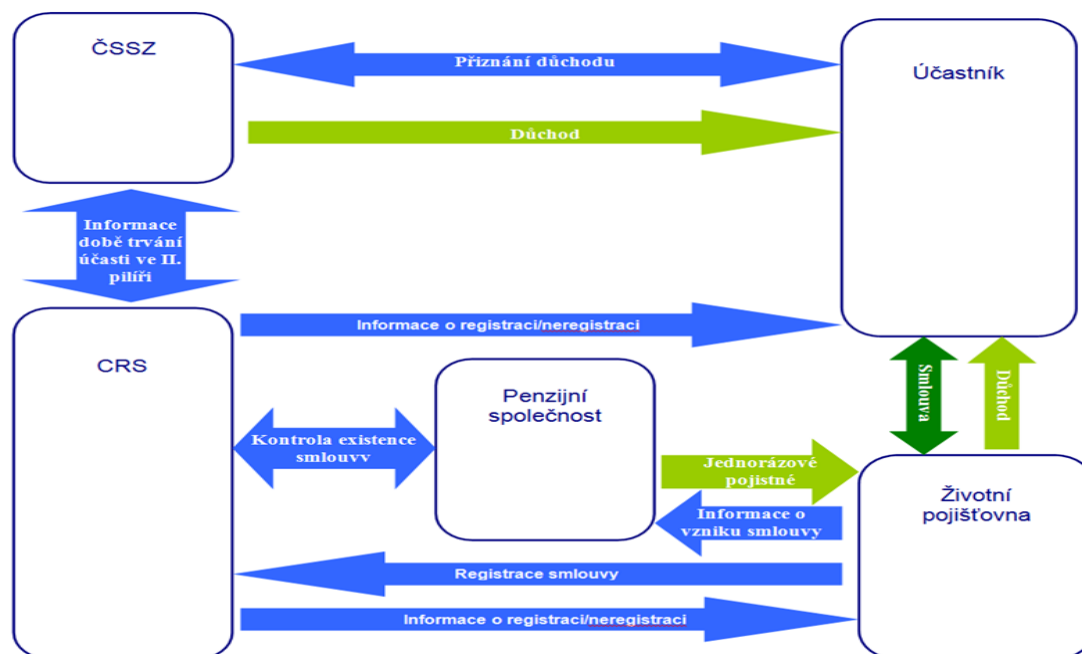 ČSSZ
Přiznání důchodu
Účastník
Důchod
Informace
době trvání
účasti ve II.
pilíři
Informace o registraci/neregistraci
CRS
Penzijní
společnost
Smlouva
Důchod
Kontrola existence
smlouvv
Jednorázové
pojistné
Životní
pojišťovna
Informace o
vzniku smlouvy
Registrace smlouvy
Informace o registraci/neregistraci